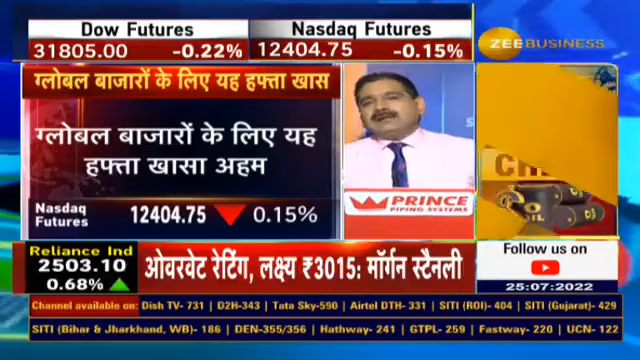 Dow Futures
31805.00 -0.22%
Nasdaq Futures
12404.75 -0.15%
ZEE BUSINESS
ग्लोबल बाजारों के लिए यह हफ्ता खास
ग्लोबल बाजारों के लिए यह
हफ्ता खासा अहम
Nasdaq
Futures
12404.75 0.15%
PRINCE
PIPING SYSTEMS
OIL
Reliance Ind
2503.10
0.68%
ओवरवेट रेटिंग, लक्ष्य ₹3015: मॉर्गन स्टैनली
Follow us on
25:07:2022
Channel available on: Dish TV- 731 | D2H-343 | Tata Sky-590 | Airtel DTH- 331 | SITI (ROI)- 404 | SITI (Gujarat)- 429
SITI (Bihar & Jharkhand, WB)- 186 | DEN-355/356 | Hathway- 241 | GTPL- 259 | Fastway- 220 | UCN- 122